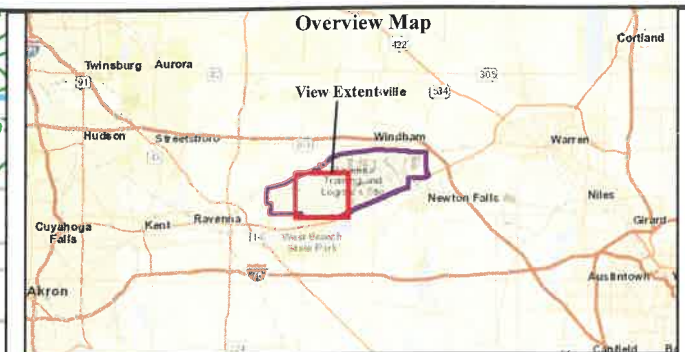 Overview Map
422
Cortland
Twinsburg Aurora
91
305
534
View Extent
Hudson
Streetsboro
Windham
Warren
Training and
Newton Falls
Niles
Cuyahoga
Falls
Kent
Ravenna
Girard
West Branch
State Park
Austintown
Akron
Canfield